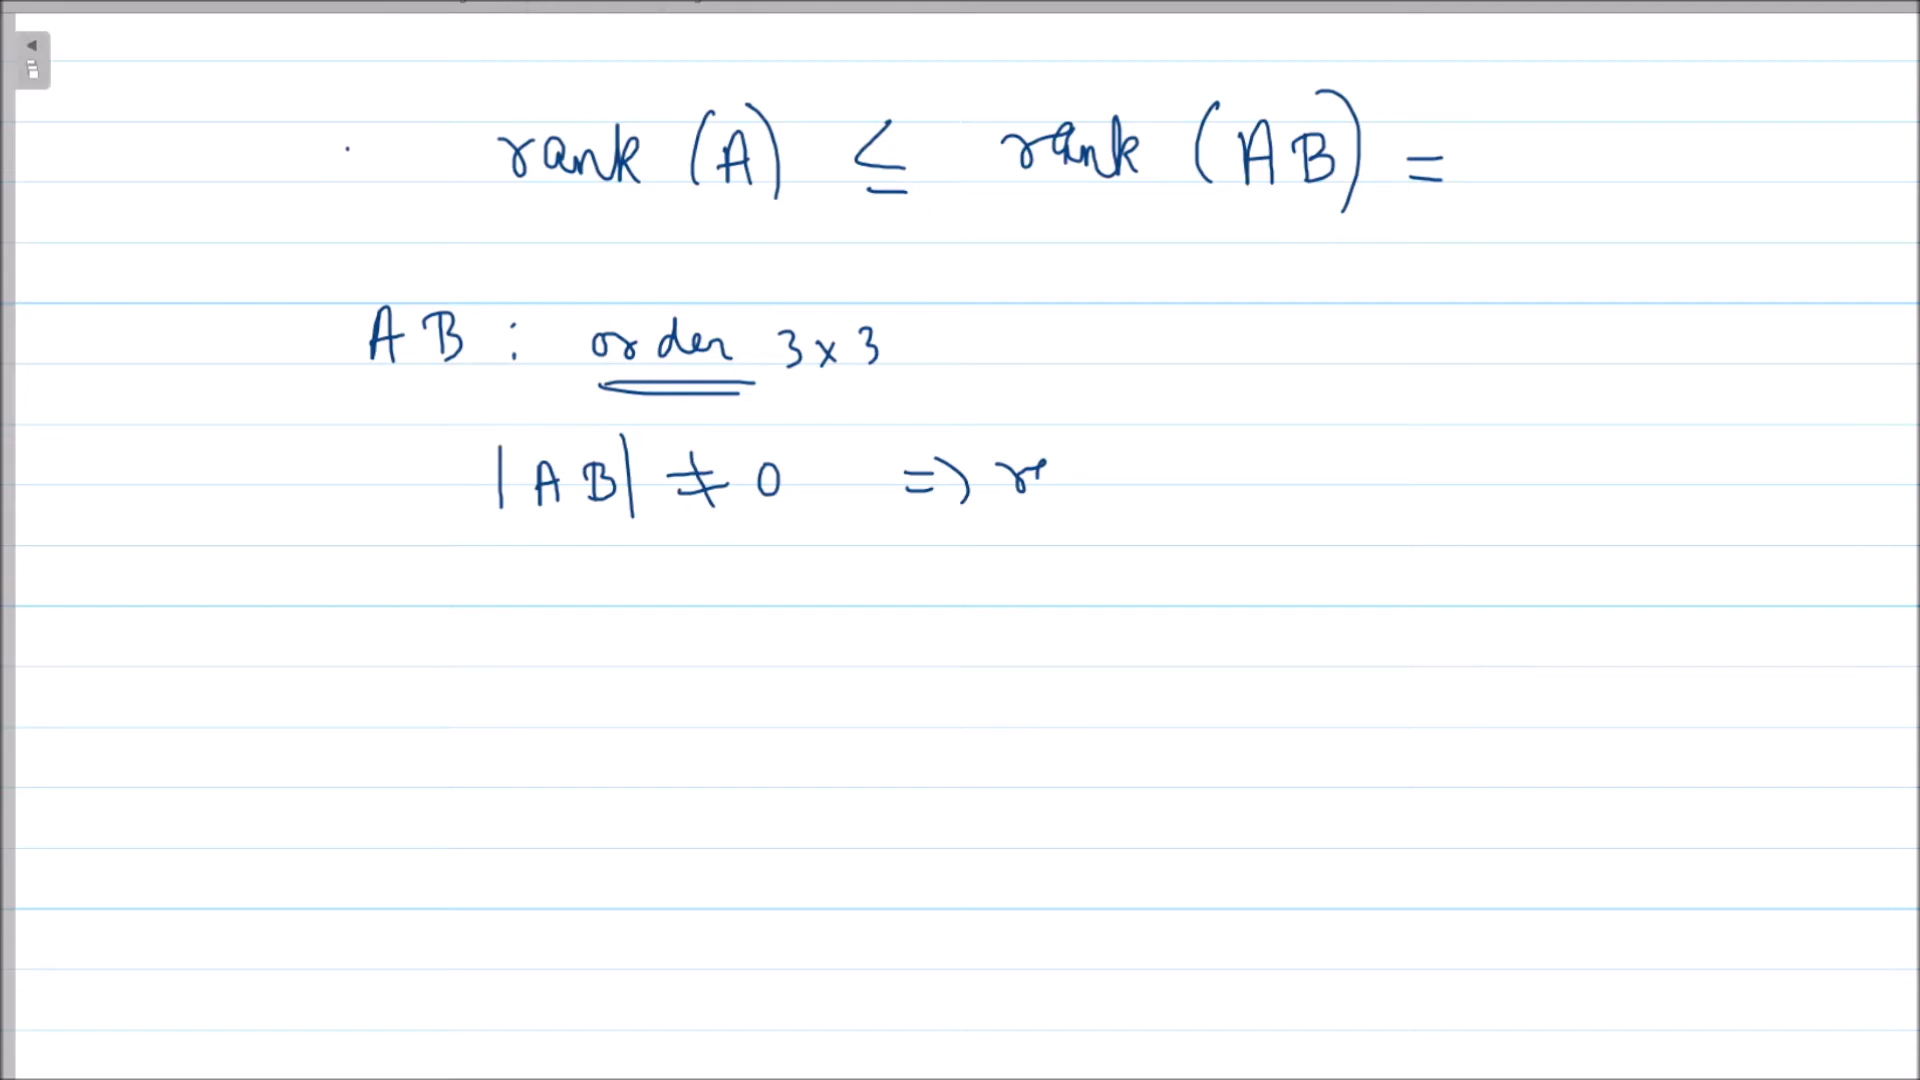 rank (A) ≤ rank (AB) =
AB : order 3x3
|AB| ≠ 0 => r